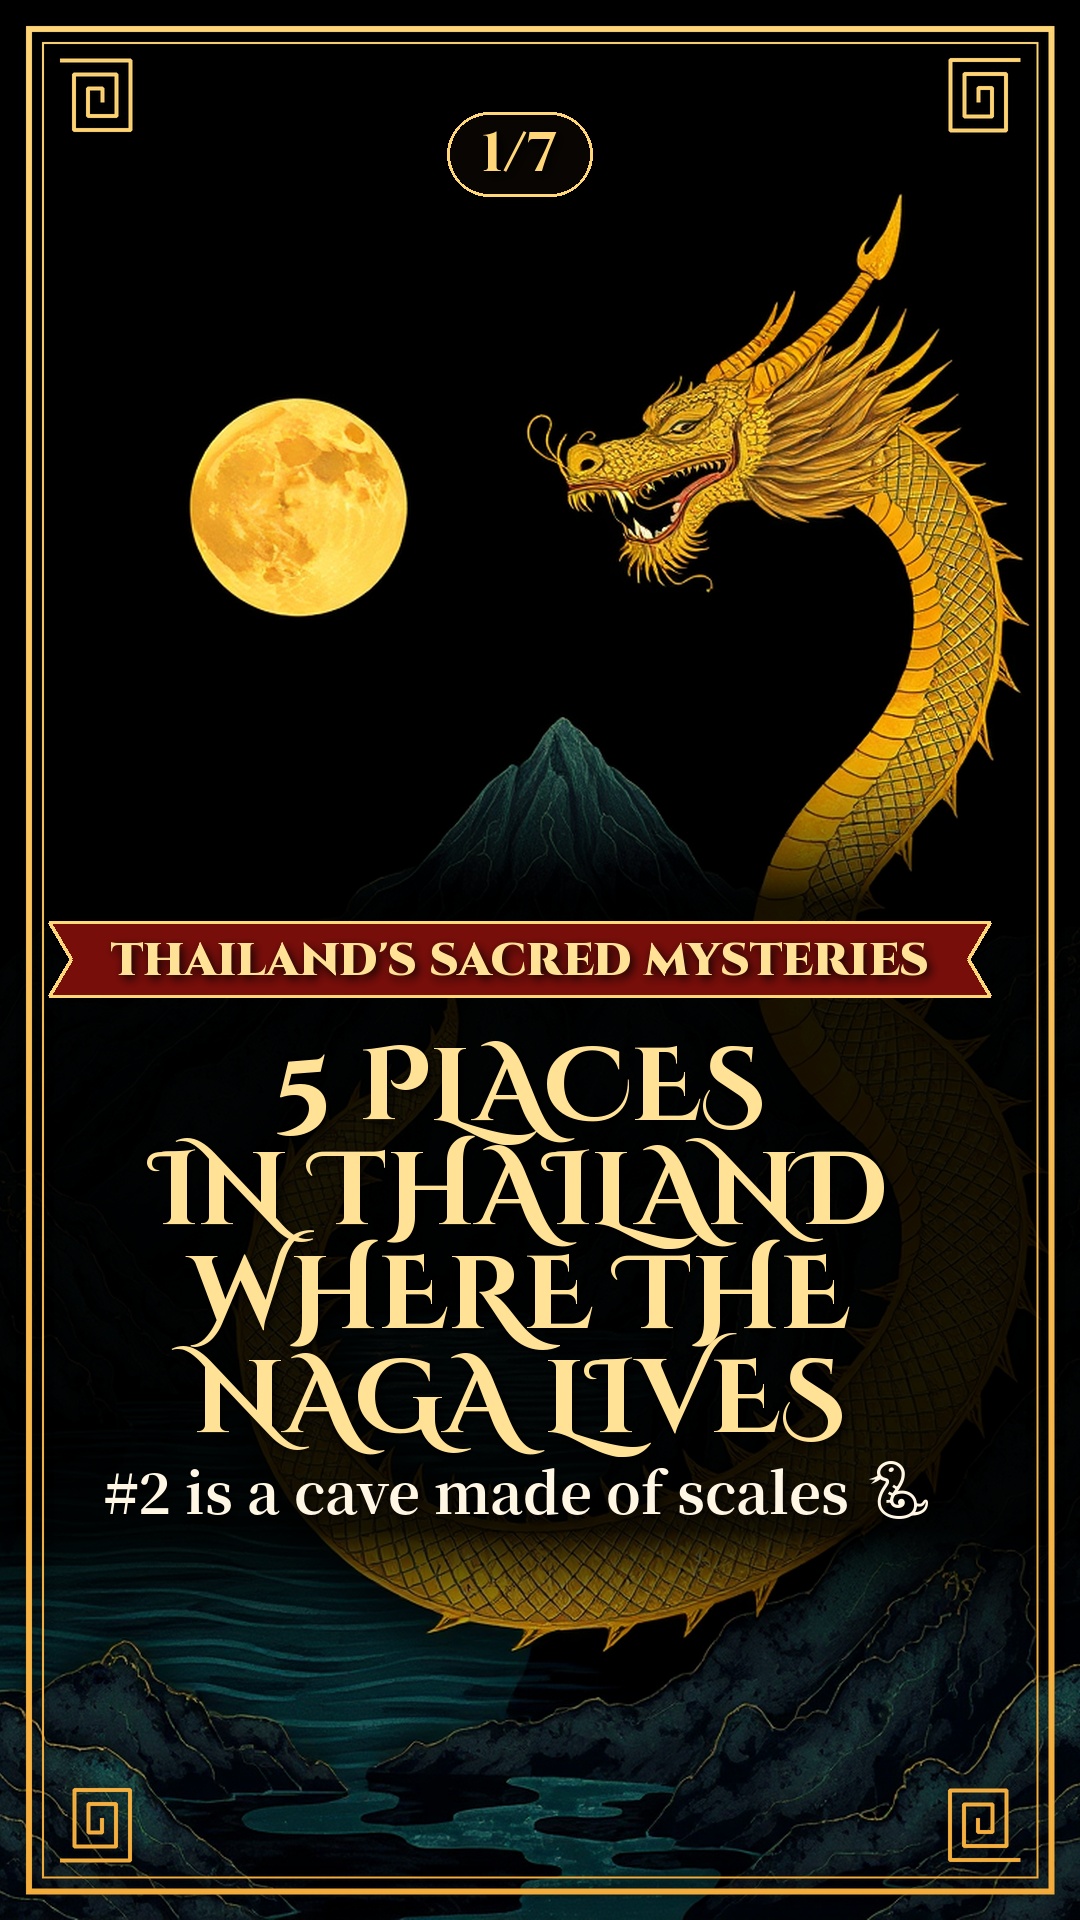 1/7
THAILAND'S SACRED MYSTERIES
5 PLACES
IN THAILAND
WHERE THE
NAGA LIVES
#2 is a cave made of scales 🐍